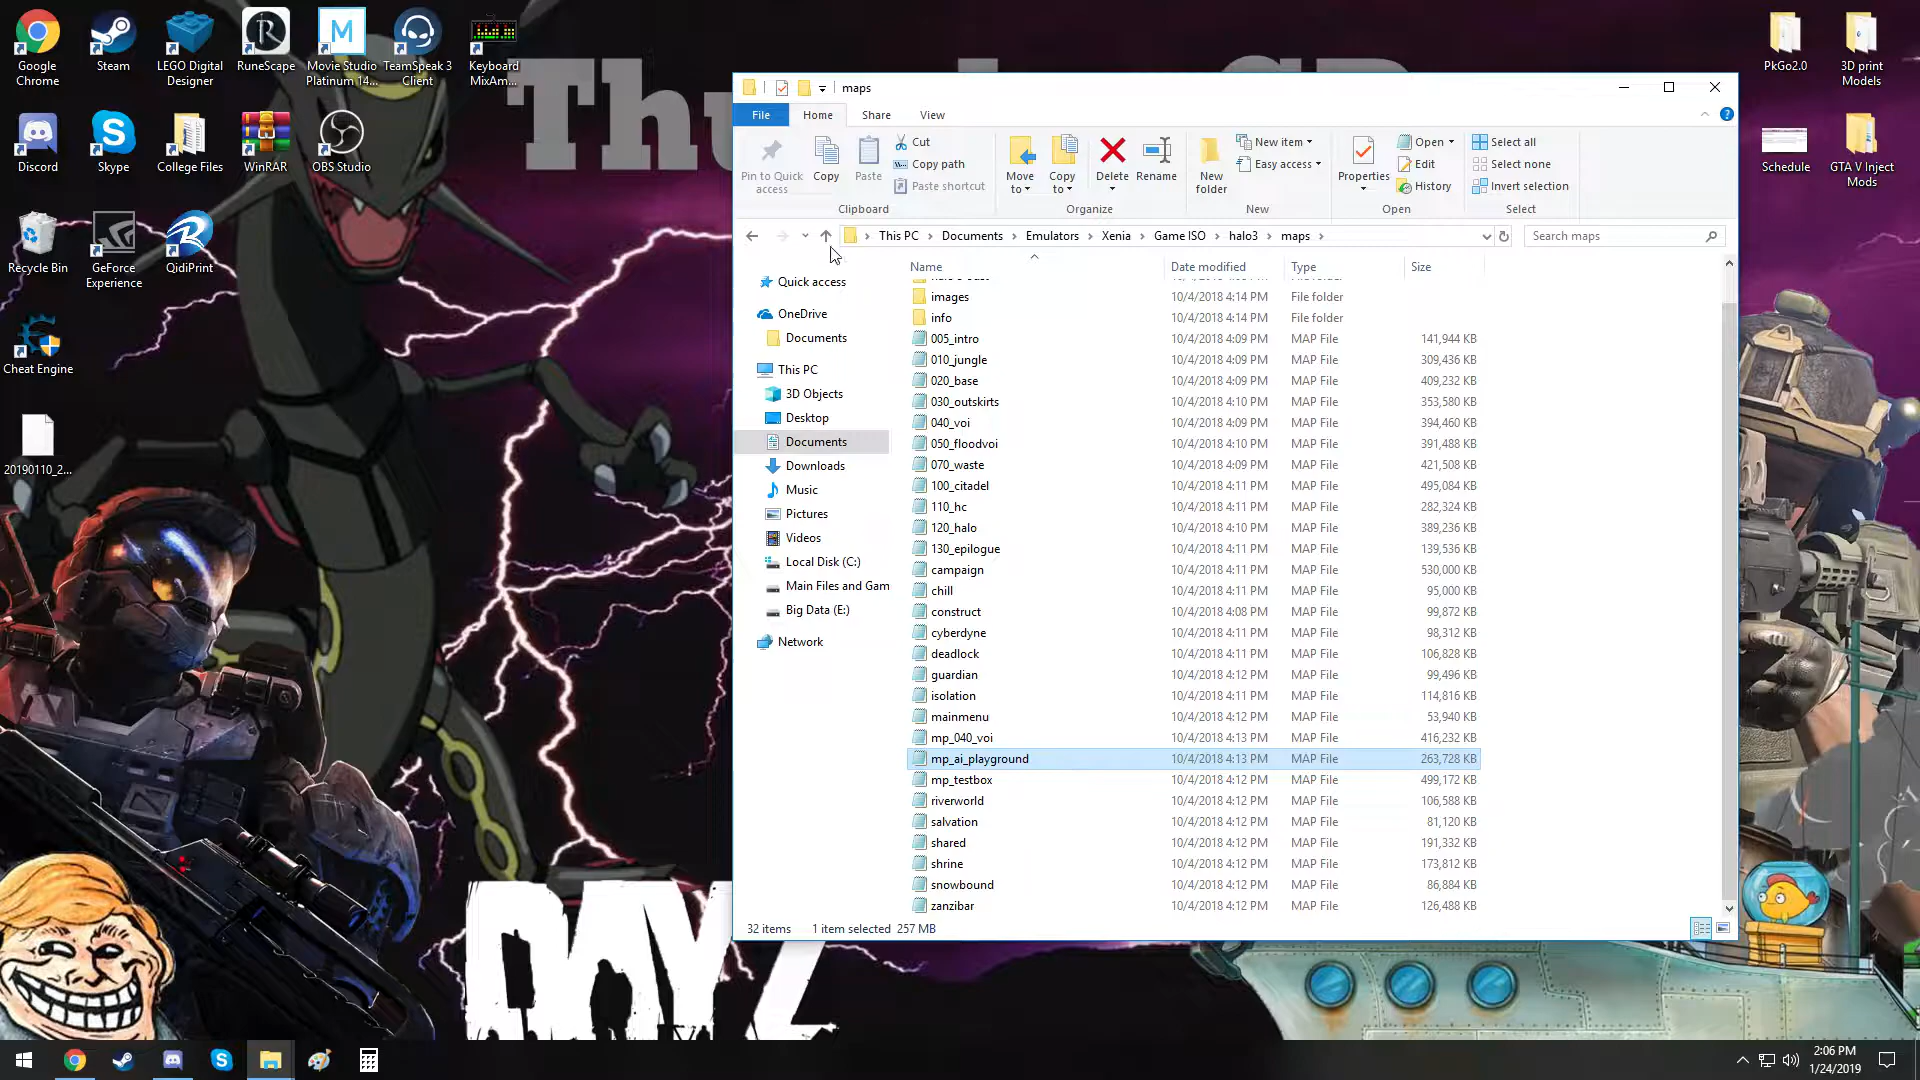 Google
Chrome
Steam
LEGO Digital
Designer
RuneScape
M
Movie Studio
Platinum 14...
TeamSpeak 3
Client
Keyboard
MixAm...
Discord
Skype
College Files
WinRAR
OBS Studio
Recycle Bin
GeForce
Experience
QidiPrint
Cheat Engine
20190110_2...
PkGo2.0
3D print
Models
Schedule
GTA V Inject
Mods
Thu
DAYZ
maps
File
Home
Share
View
Pin to Quick
access
Copy
Paste
Cut
Copy path
Paste shortcut
Clipboard
Move
to
Copy
to
Delete
Rename
Organize
New
folder
New item
Easy access
New
Properties
Open
Edit
History
Open
Select all
Select none
Invert selection
Select
This PC
Documents
Emulators
Xenia
Game ISO
halo3
maps
Search maps
Quick access
OneDrive
Documents
This PC
3D Objects
Desktop
Documents
Downloads
Music
Pictures
Videos
Local Disk (C:)
Main Files and Gam
Big Data (E:)
Network
Name Date modified Type Size
images 10/4/2018 4:14 PM File folder
info 10/4/2018 4:14 PM File folder
005_intro 10/4/2018 4:09 PM MAP File 141,944 KB
010_jungle 10/4/2018 4:09 PM MAP File 309,436 KB
020_base 10/4/2018 4:09 PM MAP File 409,232 KB
030_outskirts 10/4/2018 4:10 PM MAP File 353,580 KB
040_voi 10/4/2018 4:09 PM MAP File 394,460 KB
050_floodvoi 10/4/2018 4:10 PM MAP File 391,488 KB
070_waste 10/4/2018 4:09 PM MAP File 421,508 KB
100_citadel 10/4/2018 4:11 PM MAP File 495,084 KB
110_hc 10/4/2018 4:11 PM MAP File 282,324 KB
120_halo 10/4/2018 4:10 PM MAP File 389,236 KB
130_epilogue 10/4/2018 4:11 PM MAP File 139,536 KB
campaign 10/4/2018 4:11 PM MAP File 530,000 KB
chill 10/4/2018 4:11 PM MAP File 95,000 KB
construct 10/4/2018 4:08 PM MAP File 99,872 KB
cyberdyne 10/4/2018 4:11 PM MAP File 98,312 KB
deadlock 10/4/2018 4:11 PM MAP File 106,828 KB
guardian 10/4/2018 4:12 PM MAP File 99,496 KB
isolation 10/4/2018 4:11 PM MAP File 114,816 KB
mainmenu 10/4/2018 4:12 PM MAP File 53,940 KB
mp_040_voi 10/4/2018 4:13 PM MAP File 416,232 KB
mp_ai_playground 10/4/2018 4:13 PM MAP File 263,728 KB
mp_testbox 10/4/2018 4:12 PM MAP File 499,172 KB
riverworld 10/4/2018 4:12 PM MAP File 106,588 KB
salvation 10/4/2018 4:12 PM MAP File 81,120 KB
shared 10/4/2018 4:12 PM MAP File 191,332 KB
shrine 10/4/2018 4:12 PM MAP File 173,812 KB
snowbound 10/4/2018 4:12 PM MAP File 86,884 KB
zanzibar 10/4/2018 4:12 PM MAP File 126,488 KB
32 items 1 item selected 257 MB
2:06 PM
1/24/2019